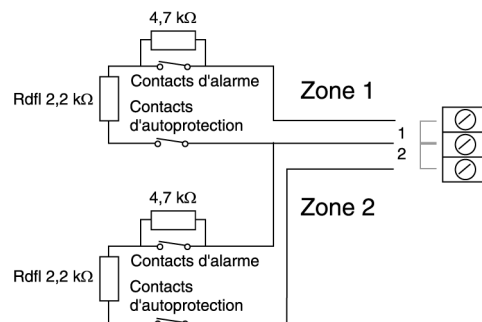 4,7 kΩ
Contacts d'alarme
Zone 1
Rdfl 2,2 kΩ
Contacts
d'autoprotection
1
2
4,7 kΩ
Zone 2
Contacts d'alarme
Rdfl 2,2 kΩ
Contacts
d'autoprotection